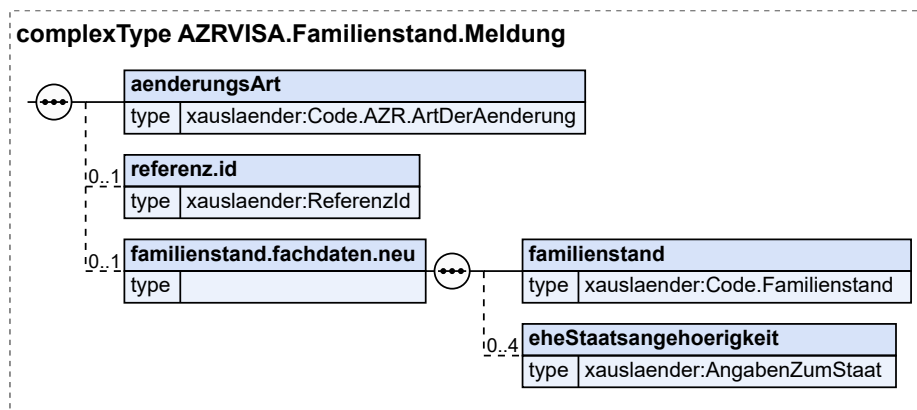 complexType AZRVISA.Familienstand.Meldung
aenderungsArt
type xauslaender:Code.AZR.ArtDerAenderung
0..1
referenz.id
type xauslaender:ReferenzId
0..1
familienstand.fachdaten.neu
type
familienstand
type xauslaender:Code.Familienstand
0..4
eheStaatsangehoerigkeit
type xauslaender:AngabenZumStaat